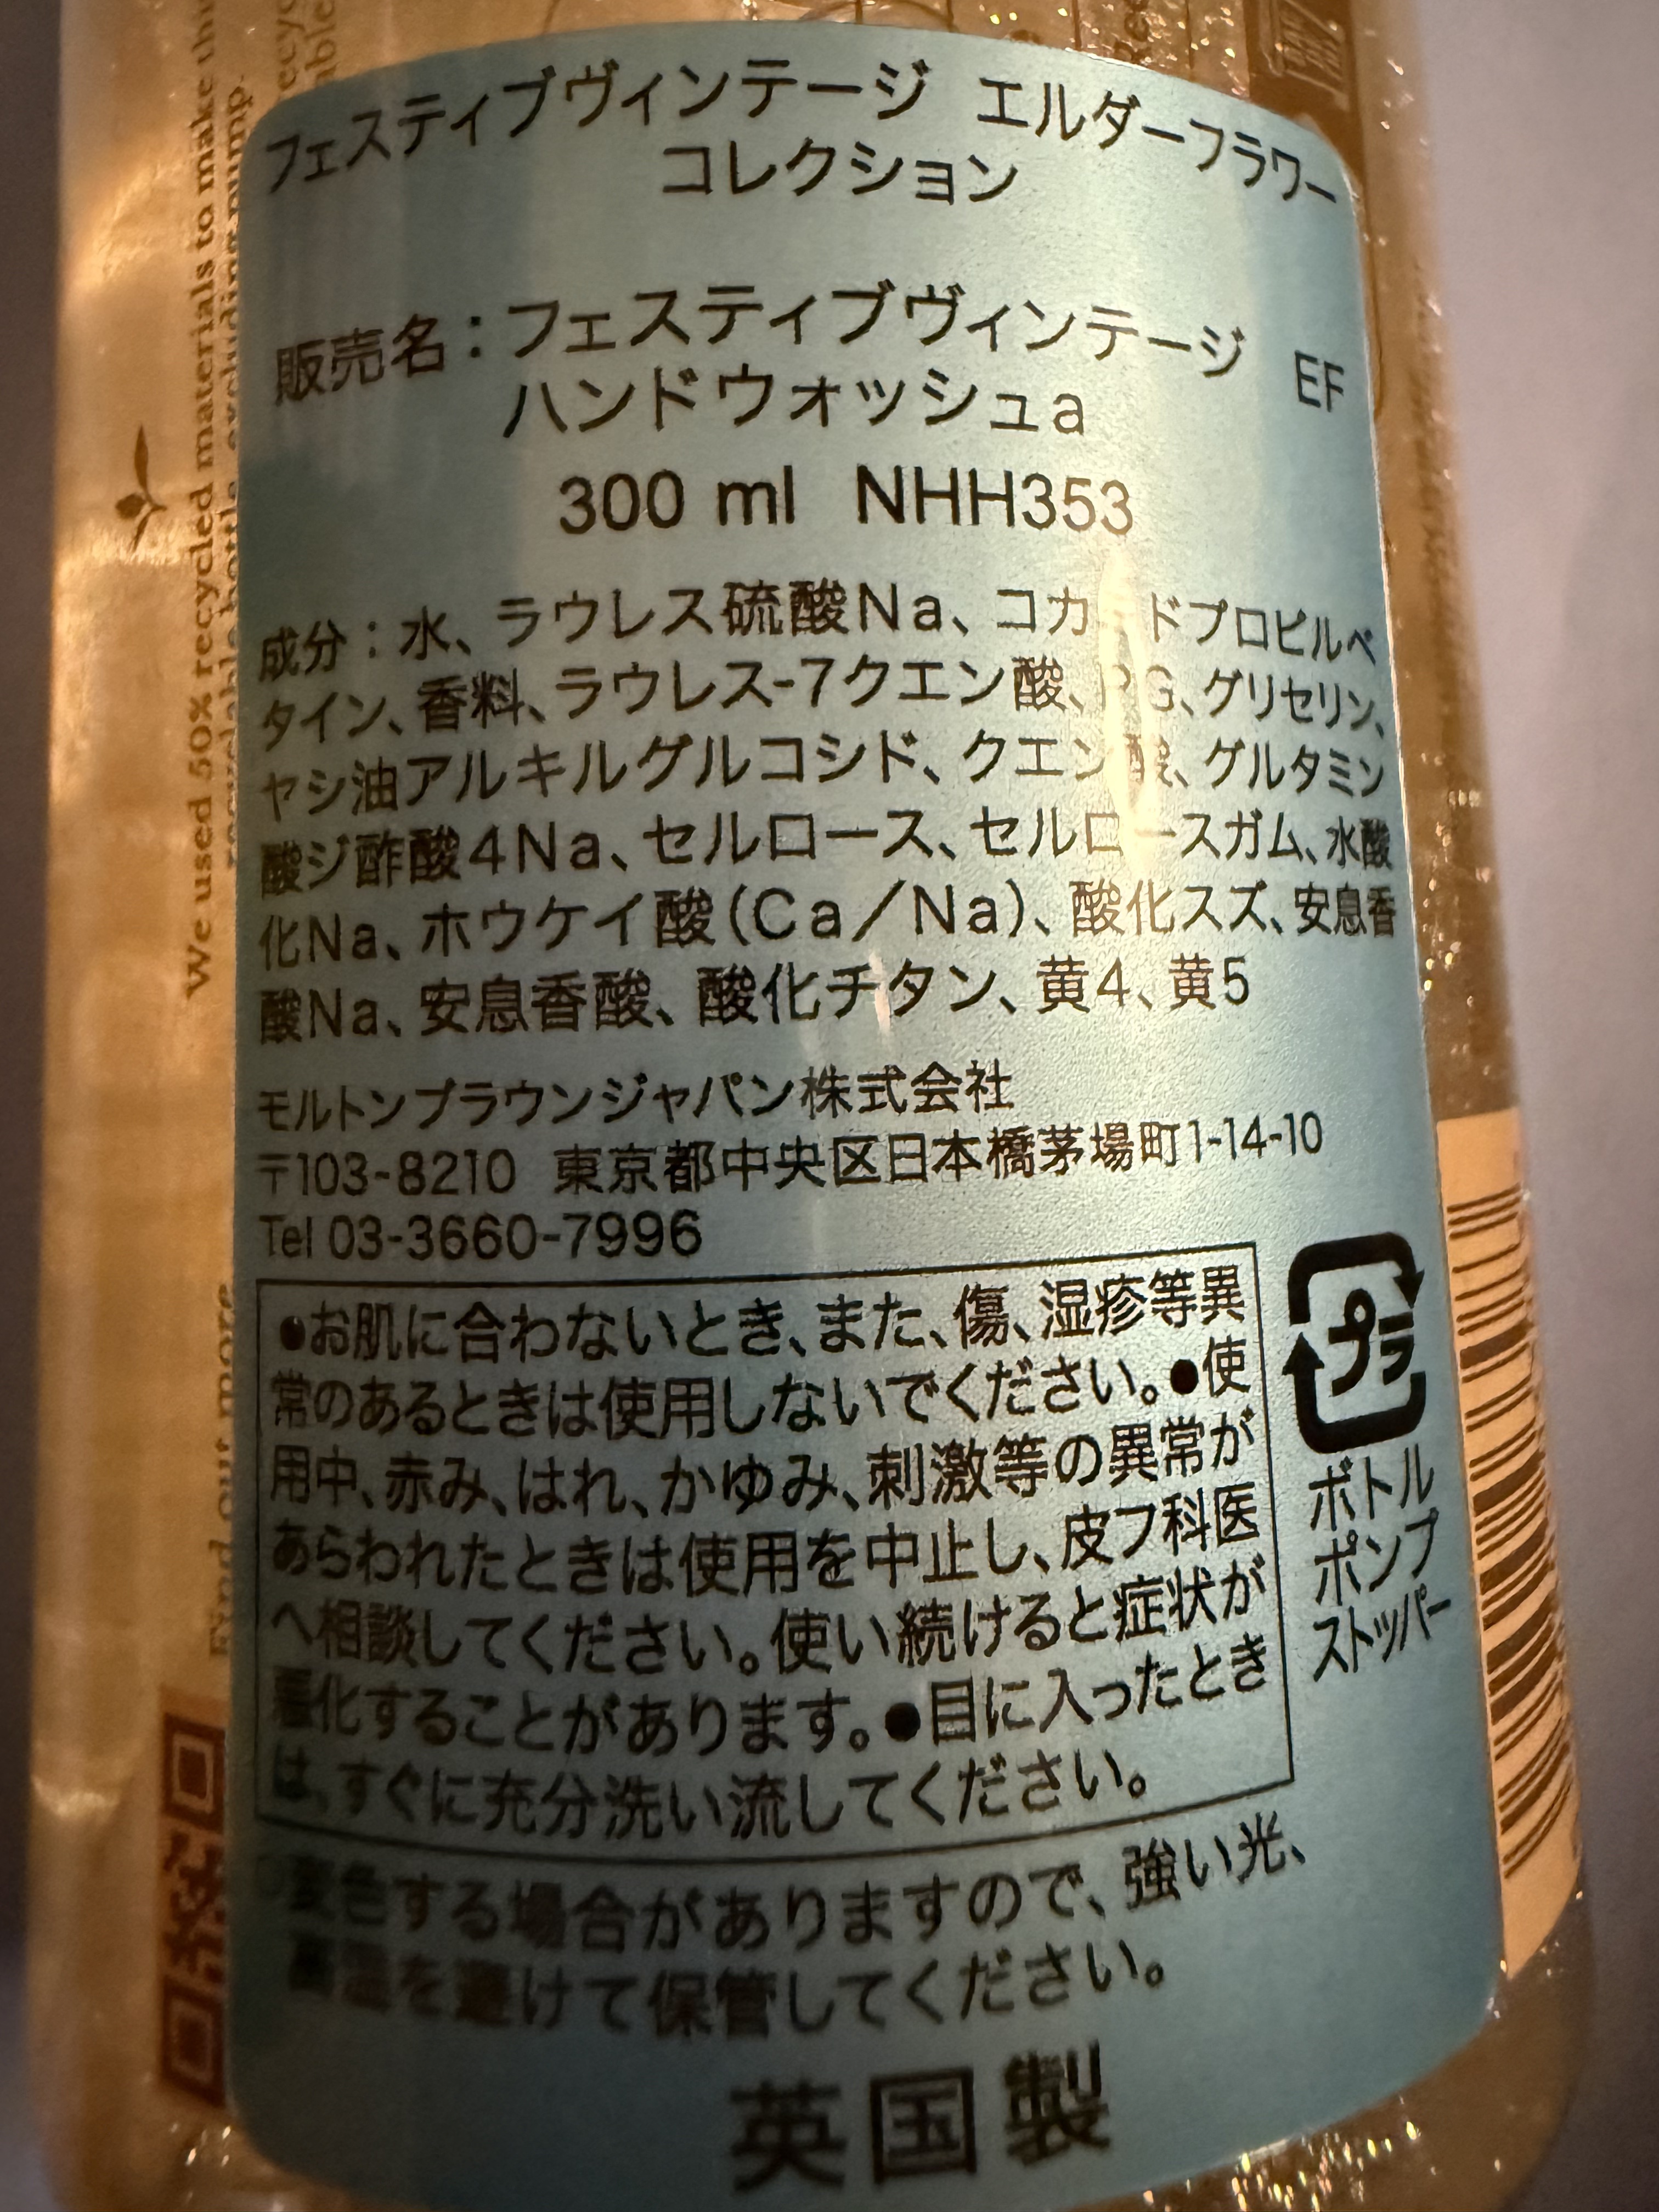 We used 50% recycled materials to make this
recyclable bottle, excluding pump.
Find out more
フェスティブヴィンテージ エルダーフラワー
コレクション
販売名：フェスティブヴィンテージ EF
ハンドウォッシュa
300 ml NHH353
成分：水、ラウレス硫酸Na、コカ ドプロピルベ
タイン、香料、ラウレス-7クエン酸、PG、グリセリン、
ヤシ油アルキルグルコシド、クエン酸、グルタミン
酸ジ酢酸4Na、セルロース、セルロースガム、水酸
化Na、ホウケイ酸(Ca/Na)、酸化スズ、安息香
酸Na、安息香酸、酸化チタン、黄4、黄5
モルトンブラウンジャパン株式会社
〒103-8210 東京都中央区日本橋茅場町1-14-10
Tel 03-3660-7996
●お肌に合わないとき、また、傷、湿疹等異
常のあるときは使用しないでください。●使
用中、赤み、はれ、かゆみ、刺激等の異常が
あらわれたときは使用を中止し、皮フ科医
へ相談してください。使い続けると症状が
悪化することがあります。●目に入ったとき
は、すぐに充分洗い流してください。
プラ
ボトル
ポンプ
ストッパー
変色する場合がありますので、強い光、
高温を避けて保管してください。
英国製